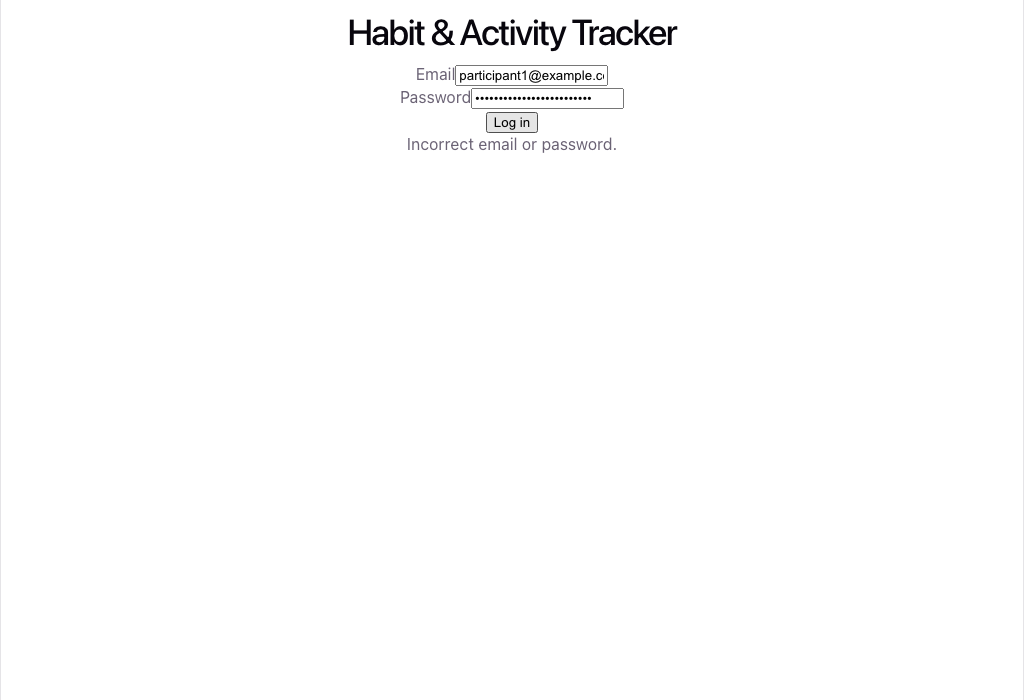 Habit & Activity Tracker
Email participant1@example.c
Password •••••••••••••••••••••••••
Log in
Incorrect email or password.